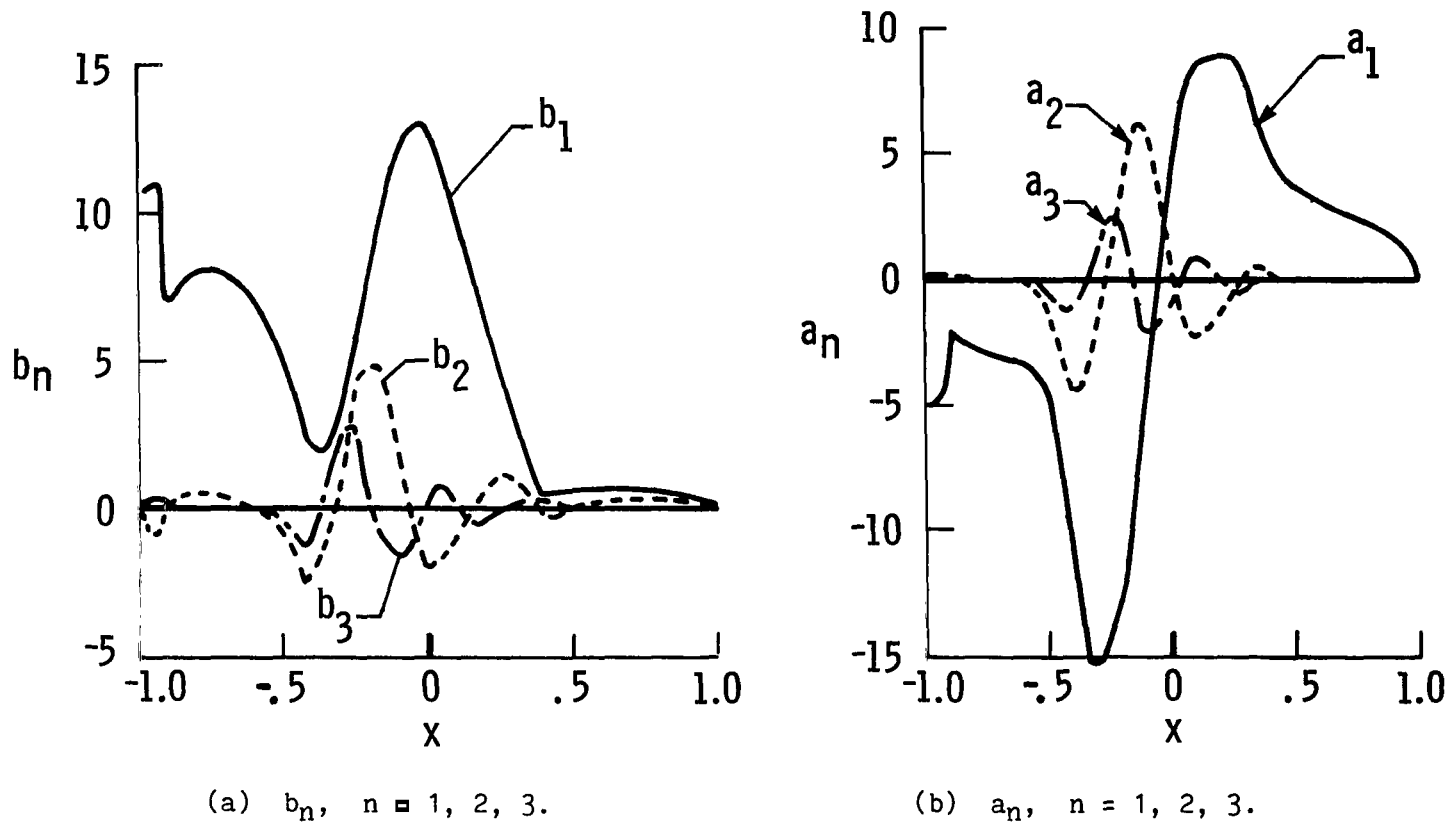 15
10
5
0
-5
bn
b1
b2
b3
-1.0 -.5 0 .5 1.0
X
(a) bn, n = 1, 2, 3.
10
5
0
-5
-10
-15
an
a1
a2
a3
-1.0 -.5 0 .5 1.0
X
(b) an, n = 1, 2, 3.